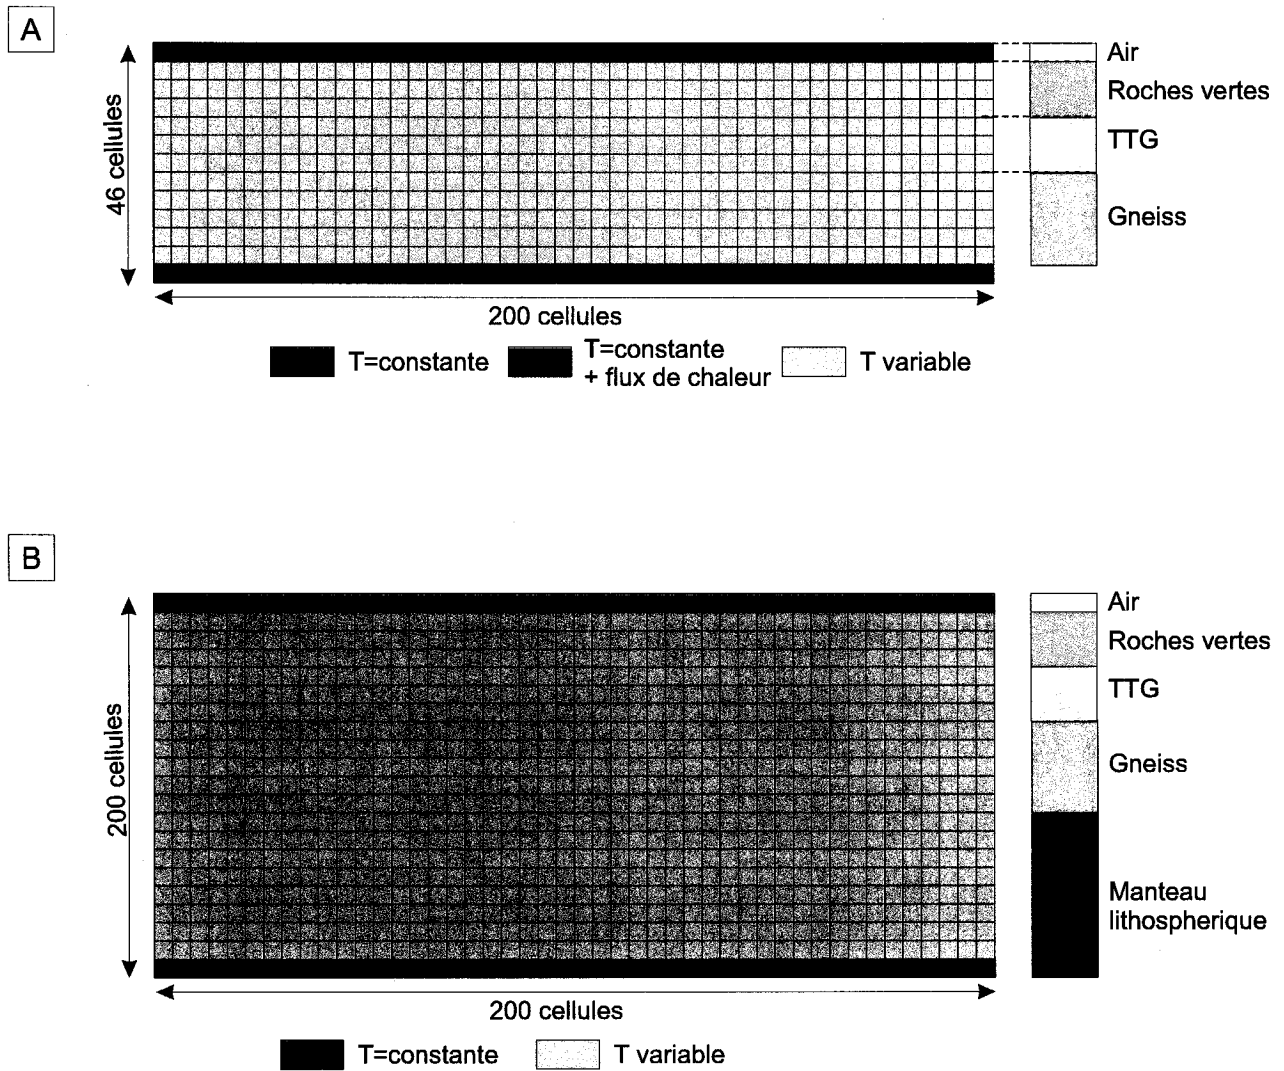 A
46 cellules
200 cellules
Air
Roches vertes
TTG
Gneiss
T=constante
T=constante
+ flux de chaleur
T variable
B
200 cellules
200 cellules
Air
Roches vertes
TTG
Gneiss
Manteau
lithospherique
T=constante
T variable